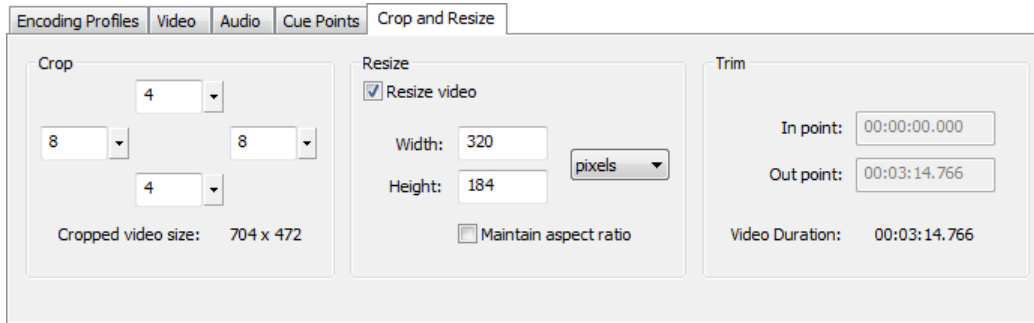 Encoding Profiles Video Audio Cue Points Crop and Resize
Crop
4
8 8
4
Cropped video size: 704 x 472
Resize
Resize video
Width: 320
pixels
Height: 184
Maintain aspect ratio
Trim
In point: 00:00:00.000
Out point: 00:03:14.766
Video Duration: 00:03:14.766